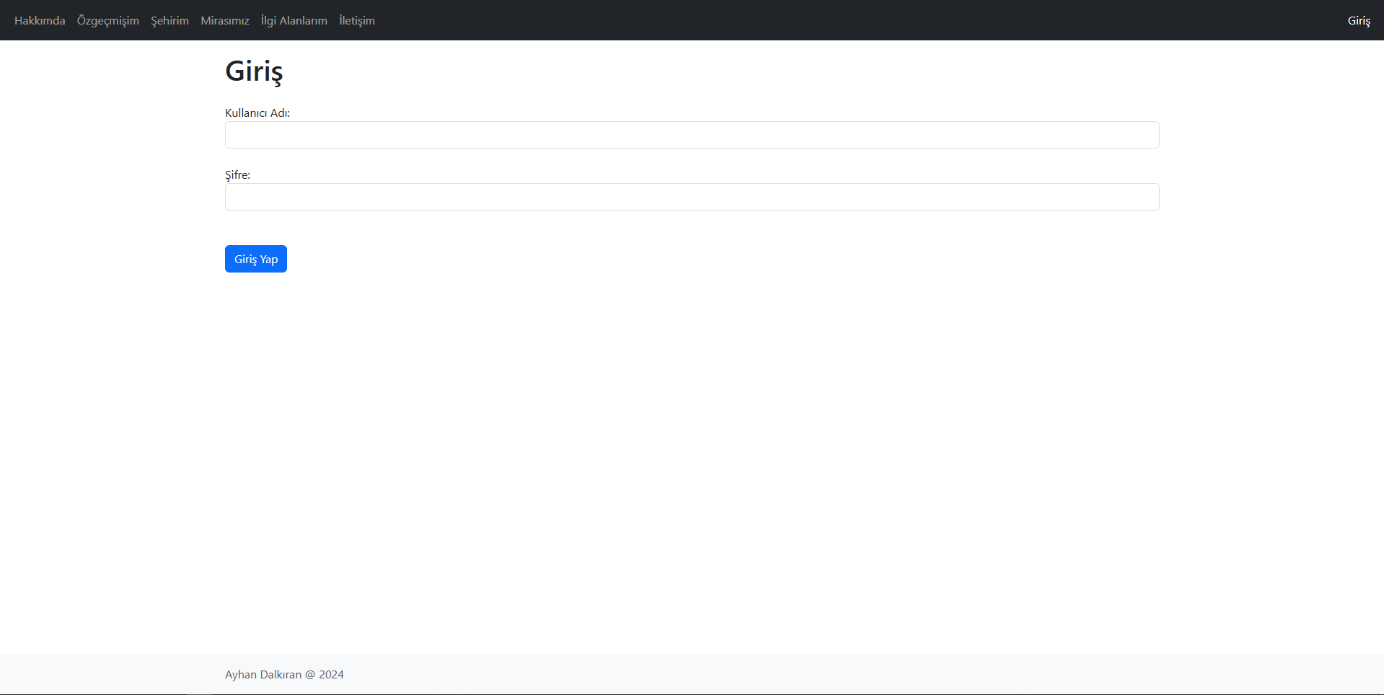 Hakkımda Özgeçmişim Şehirim Mirasımız İlgi Alanlarım İletişim Giriş
Giriş
Kullanıcı Adı:
Şifre:
Giriş Yap
Ayhan Dalkıran @ 2024